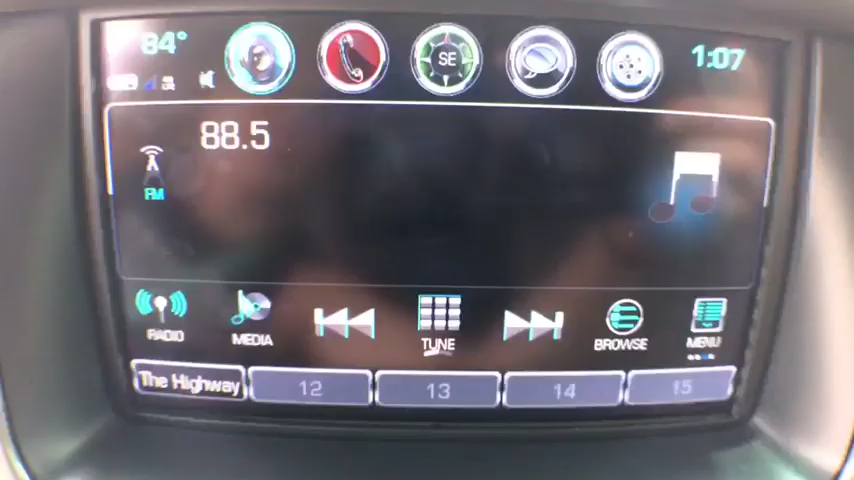 84°
SE
1:07
88.5
FM
RADIO
MEDIA
TUNE
BROWSE
MENU
The Highway
12
13
14
15